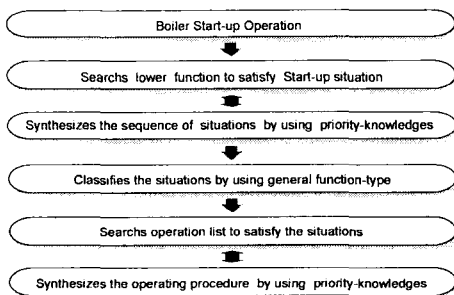 Boiler Start-up Operation
Searchs lower function to satisfy Start-up situation
Synthesizes the sequence of situations by using priority-knowledges
Classifies the situations by using general function-type
Searchs operation list to satisfy the situations
Synthesizes the operating procedure by using priority-knowledges